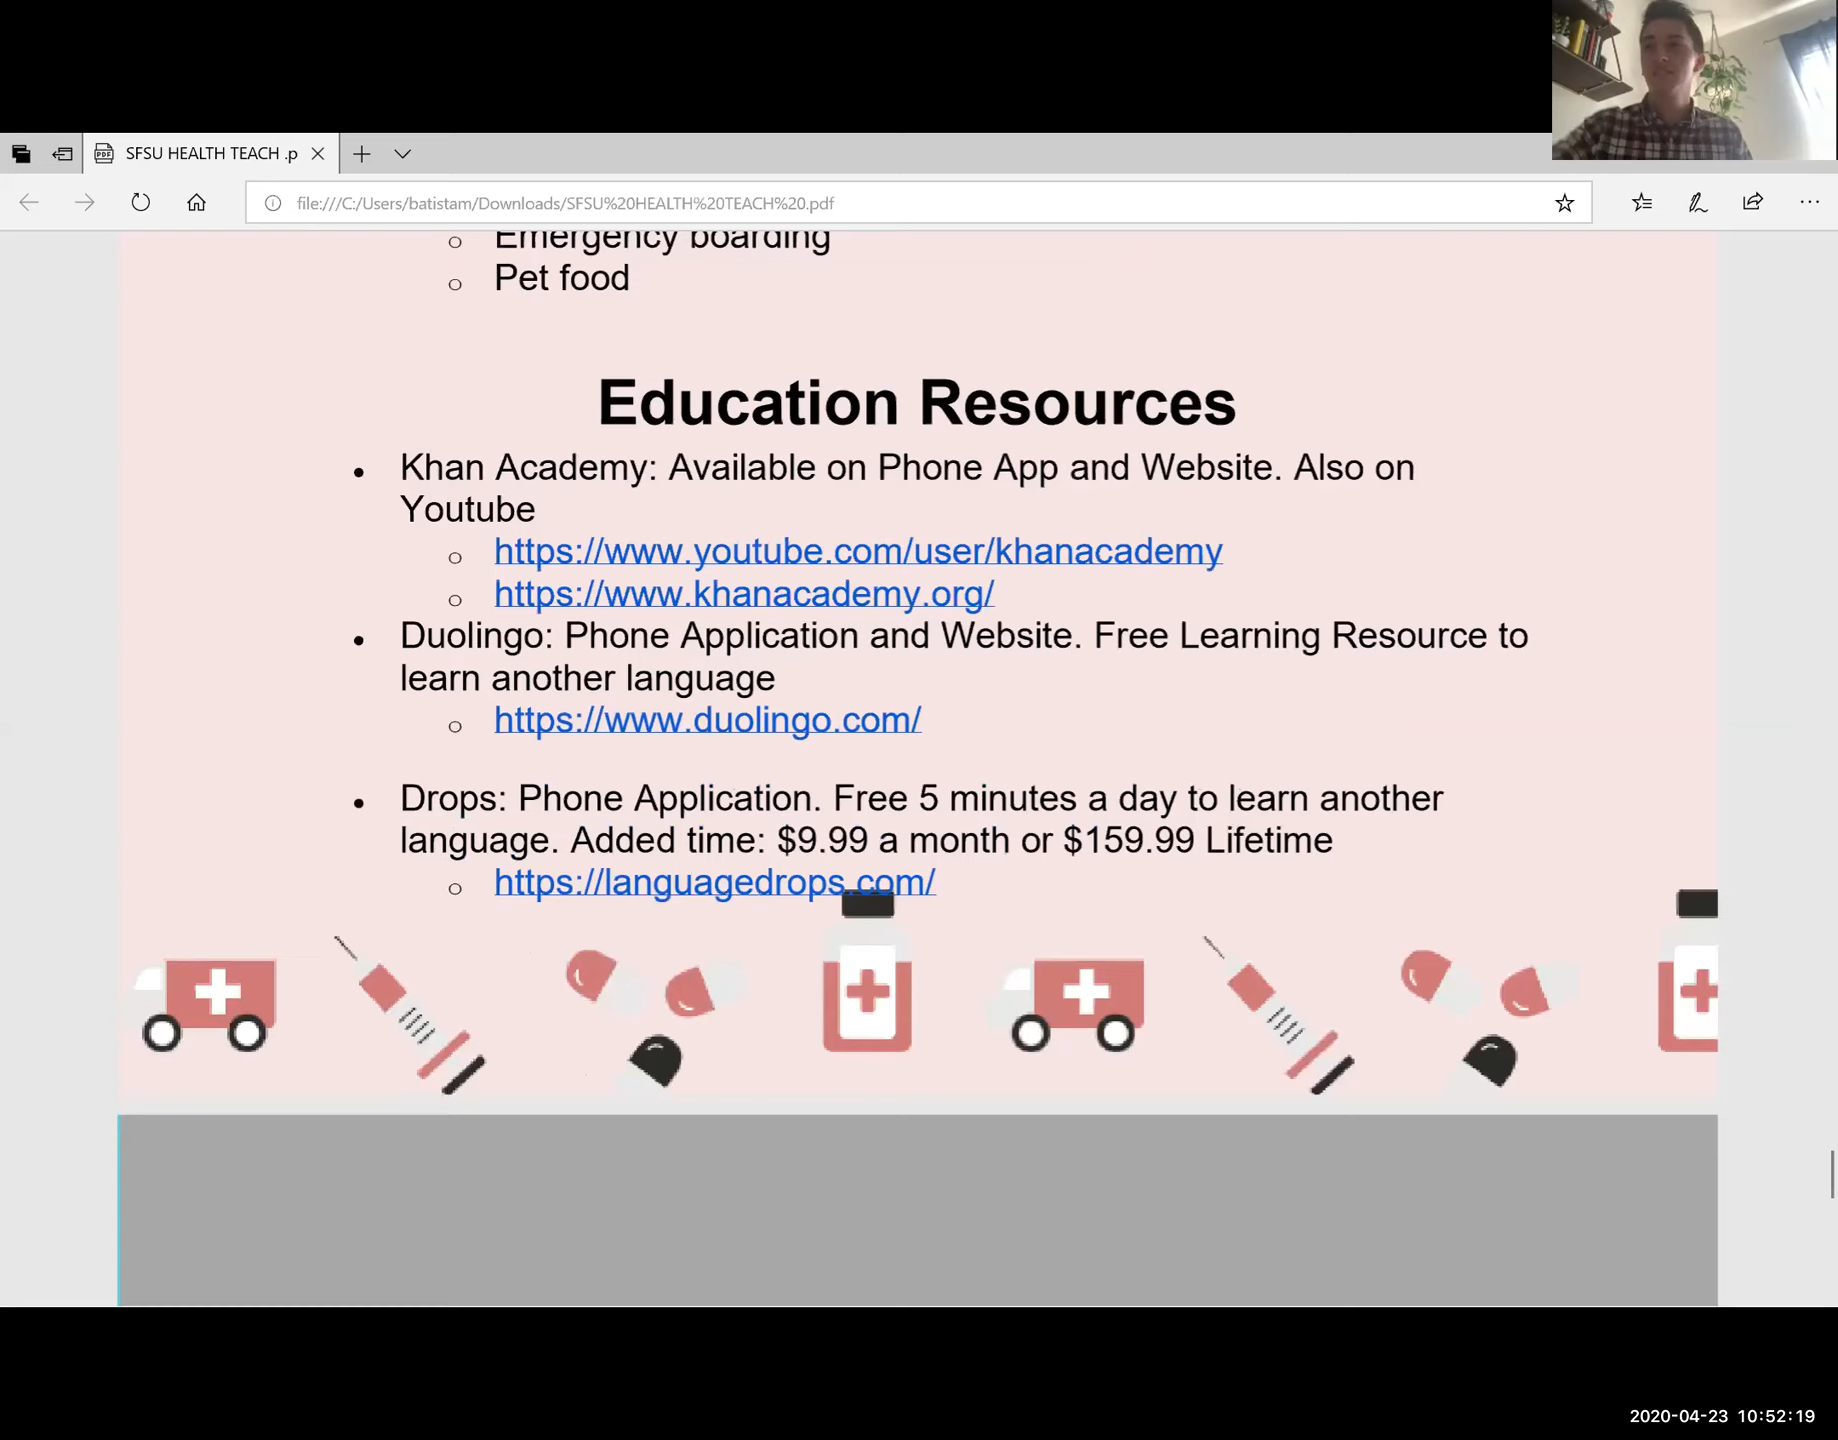 SFSU HEALTH TEACH .p
file:///C:/Users/batistam/Downloads/SFSU%20HEALTH%20TEACH%20.pdf
Emergency boarding
Pet food
Education Resources
Khan Academy: Available on Phone App and Website. Also on
Youtube
https://www.youtube.com/user/khanacademy
https://www.khanacademy.org/
Duolingo: Phone Application and Website. Free Learning Resource to
learn another language
https://www.duolingo.com/
Drops: Phone Application. Free 5 minutes a day to learn another
language. Added time: $9.99 a month or $159.99 Lifetime
https://languagedrops.com/
2020-04-23 10:52:19